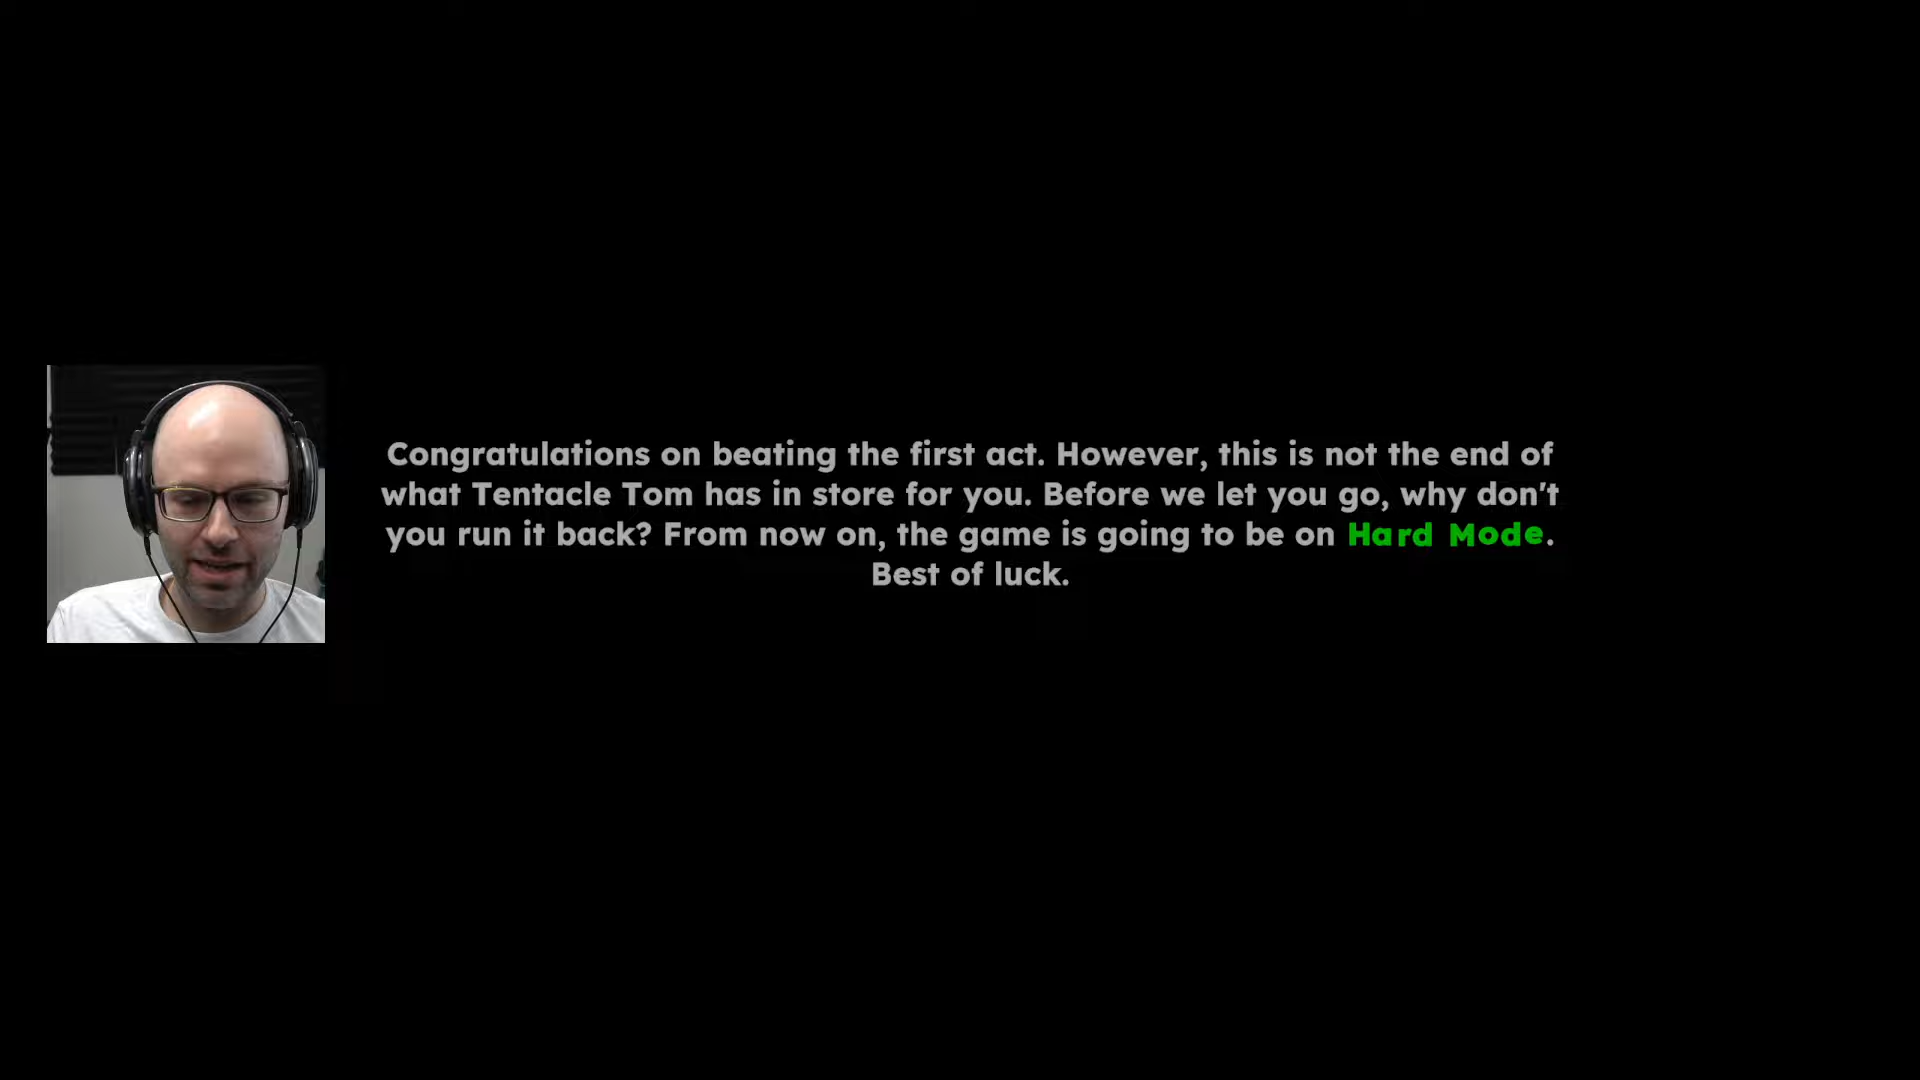 Congratulations on beating the first act. However, this is not the end of
what Tentacle Tom has in store for you. Before we let you go, why don't
you run it back? From now on, the game is going to be on Hard Mode.
Best of luck.